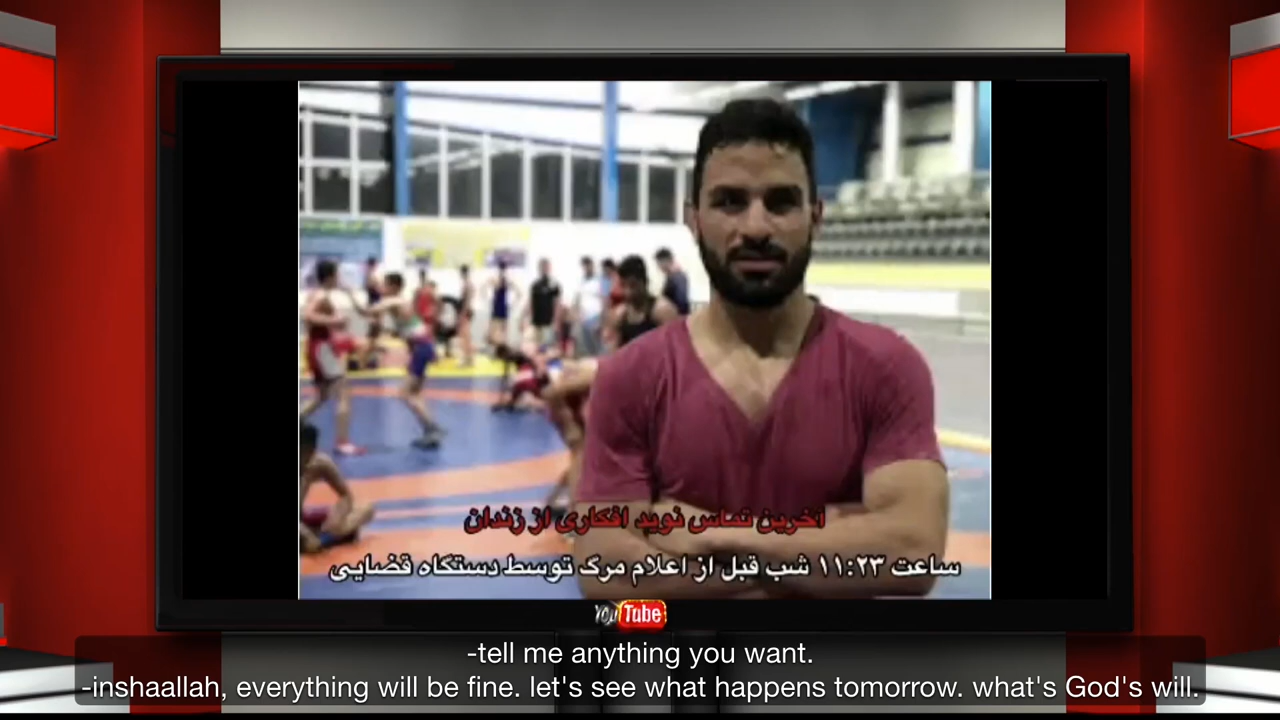 آخرین تماس نوید افکاری از زندان
ساعت ۱۱:۲۳ شب قبل از اعلام مرگ توسط دستگاه قضایی
YouTube
-tell me anything you want.
-inshaallah, everything will be fine. let's see what happens tomorrow. what's God's will.